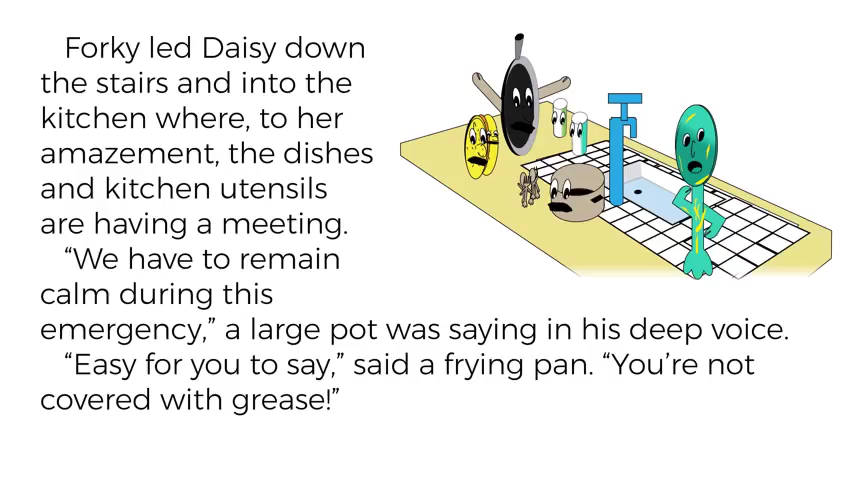 Forky led Daisy down
the stairs and into the
kitchen where, to her
amazement, the dishes
and kitchen utensils
are having a meeting.
“We have to remain
calm during this
emergency,” a large pot was saying in his deep voice.
“Easy for you to say,” said a frying pan. “You’re not
covered with grease!”